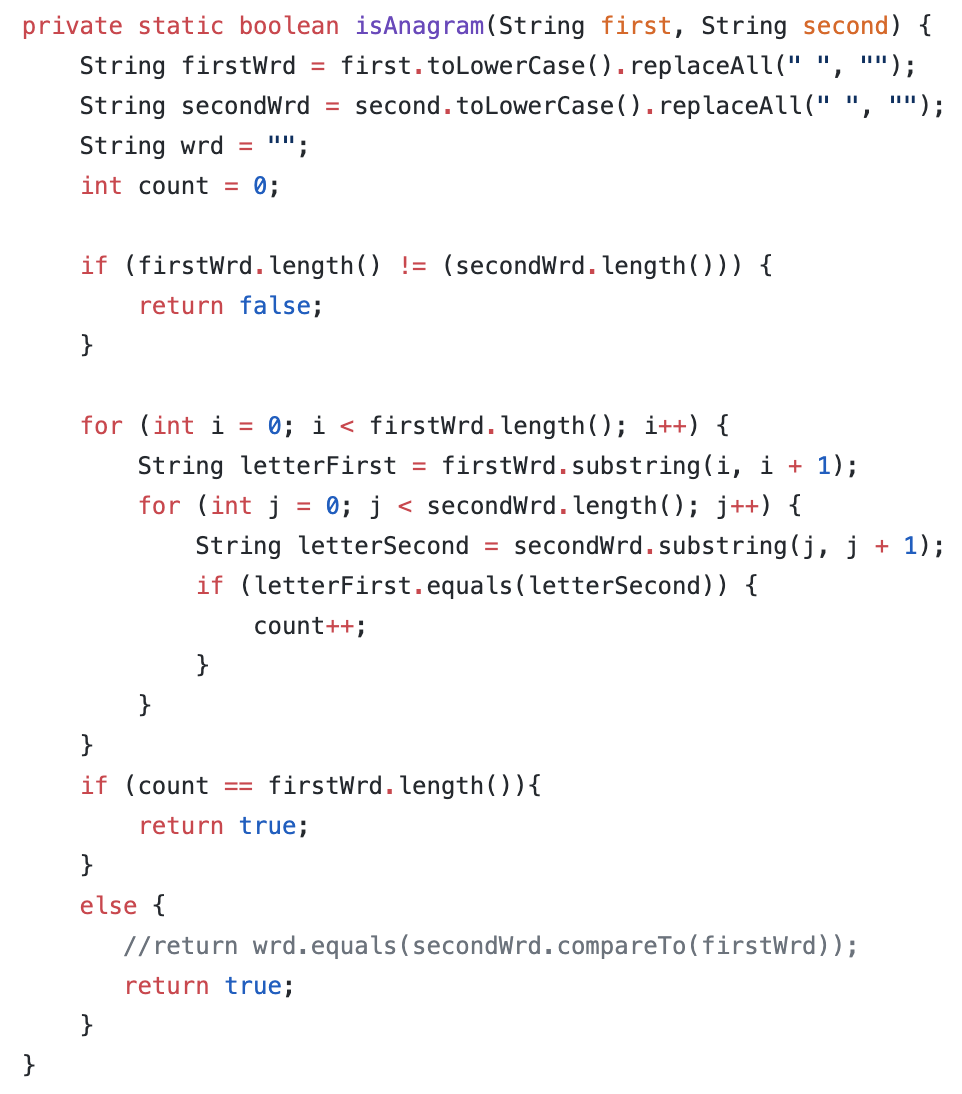 private static boolean isAnagram(String first, String second) {
    String firstWrd = first.toLowerCase().replaceAll(" ", "");
    String secondWrd = second.toLowerCase().replaceAll(" ", "");
    String wrd = "";
    int count = 0;

    if (firstWrd.length() != (secondWrd.length())) {
        return false;
    }

    for (int i = 0; i < firstWrd.length(); i++) {
        String letterFirst = firstWrd.substring(i, i + 1);
        for (int j = 0; j < secondWrd.length(); j++) {
            String letterSecond = secondWrd.substring(j, j + 1);
            if (letterFirst.equals(letterSecond)) {
                count++;
            }
        }
    }
    if (count == firstWrd.length()){
        return true;
    }
    else {
       //return wrd.equals(secondWrd.compareTo(firstWrd));
       return true;
    }
}